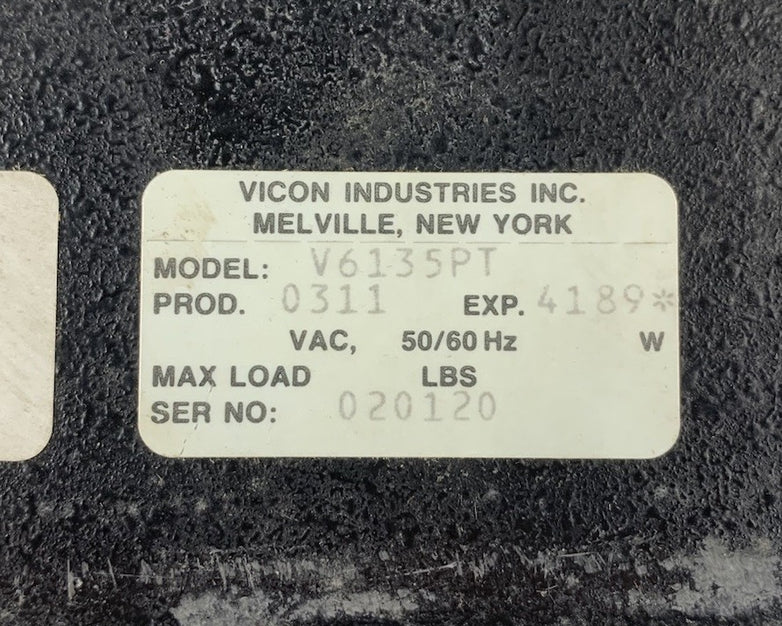 VICON INDUSTRIES INC.
MELVILLE, NEW YORK
MODEL: V6135PT
PROD. 0311 EXP. 4189*
VAC, 50/60 Hz W
MAX LOAD LBS
SER NO: 020120